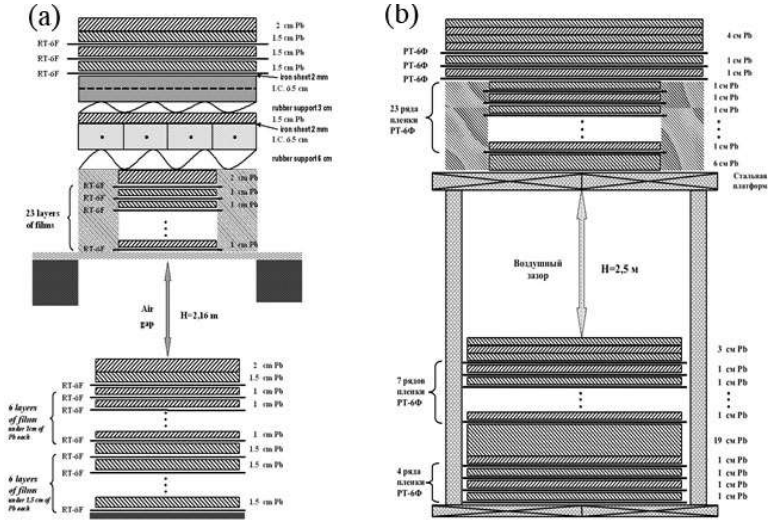 (a)
2 cm Pb
1.5 cm Pb
RT-6F
1.5 cm Pb
RT-6F
1.5 cm Pb
RT-6F
iron sheet 2 mm
I.C. ö.5 cm
rubber support 3 cm
1.5 cm Pb
iron sheet 2 mm
I.C. ö.5 cm
rubber support 6 cm
2 cm Pb
RT-6F
1 cm Pb
RT-6F
1 cm Pb
RT-6F
23 layers
of films
1 cm Pb
RT-6F
Air
gap
H=2,16 m
2 cm Pb
1.5 cm Pb
RT-6F
1 cm Pb
RT-6F
1 cm Pb
RT-6F
6 layers
of film
under 1cm of
Pb each
1 cm Pb
RT-6F
1.5 cm Pb
RT-6F
1.5 cm Pb
RT-6F
6 layers
of film
under 1,5 cm of
Pb each
1.5 cm Pb
RT-6F
(b)
4 см Pb
РТ-6Ф
1 см Pb
РТ-6Ф
1 см Pb
РТ-6Ф
1 см Pb
1 см Pb
1 см Pb
23 ряда
пленки
РТ-6Ф
1 см Pb
6 см Pb
Стальная
платформ
Воздушный
зазор
H=2,5 м
3 см Pb
1 см Pb
1 см Pb
7 рядов
пленки
РТ-6Ф
1 см Pb
19 см Pb
1 см Pb
4 ряда
пленки
РТ-6Ф
1 см Pb
1 см Pb
1 см Pb